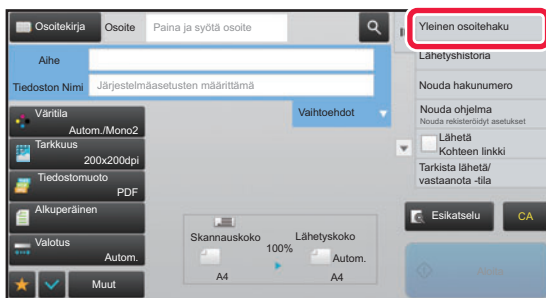 Osoitekirja
Osoite
Paina ja syötä osoite
Aihe
Tiedoston Nimi
Järjestelmäasetusten määrittämä
Vaihtoehdot
Väritila
Autom./Mono2
Tarkkuus
200x200dpi
Tiedostomuoto
PDF
Alkuperäinen
Valotus
Autom.
Muut
Skannauskoko
100%
Lähetyskoko
Autom.
A4
A4
Yleinen osoitehaku
Lähetyshistoria
Nouda hakunumero
Nouda ohjelma
Nouda rekisteröidyt asetukset
Lähetä
Kohteen linkki
Tarkista lähetä/
vastaanota -tila
Esikatselu
CA